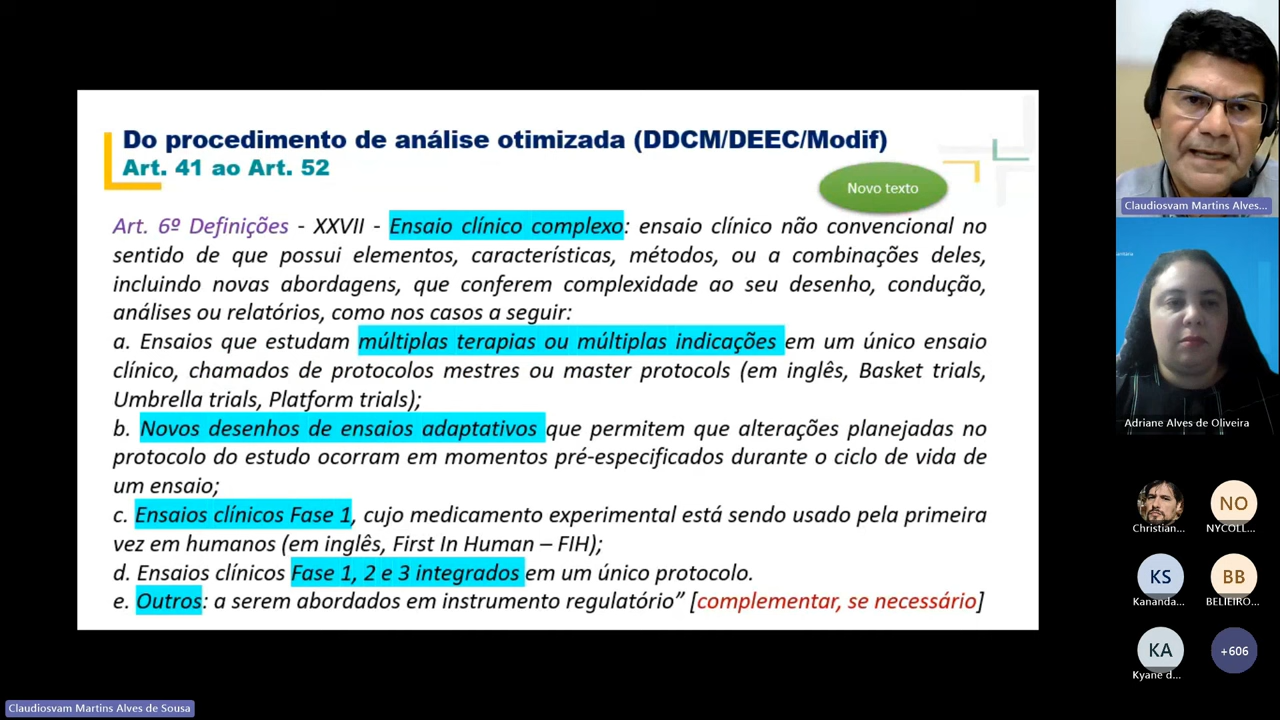 Do procedimento de análise otimizada (DDCM/DEEC/Modif)
Art. 41 ao Art. 52
Novo texto
Art. 6º Definições - XXVII - Ensaio clínico complexo: ensaio clínico não convencional no
sentido de que possui elementos, características, métodos, ou a combinações deles,
incluindo novas abordagens, que conferem complexidade ao seu desenho, condução,
análises ou relatórios, como nos casos a seguir:
a. Ensaios que estudam múltiplas terapias ou múltiplas indicações em um único ensaio
clínico, chamados de protocolos mestres ou master protocols (em inglês, Basket trials,
Umbrella trials, Platform trials);
b. Novos desenhos de ensaios adaptativos que permitem que alterações planejadas no
protocolo do estudo ocorram em momentos pré-especificados durante o ciclo de vida de
um ensaio;
c. Ensaios clínicos Fase 1, cujo medicamento experimental está sendo usado pela primeira
vez em humanos (em inglês, First In Human – FIH);
d. Ensaios clínicos Fase 1, 2 e 3 integrados em um único protocolo.
e. Outros: a serem abordados em instrumento regulatório” [complementar, se necessário]
Claudiosvam Martins Alves...
Adriane Alves de Oliveira
Christian...
NO
NYCOLL...
KS
Kananda...
BB
BELIEIRO...
KA
Kyane d...
+606
Claudiosvam Martins Alves de Sousa